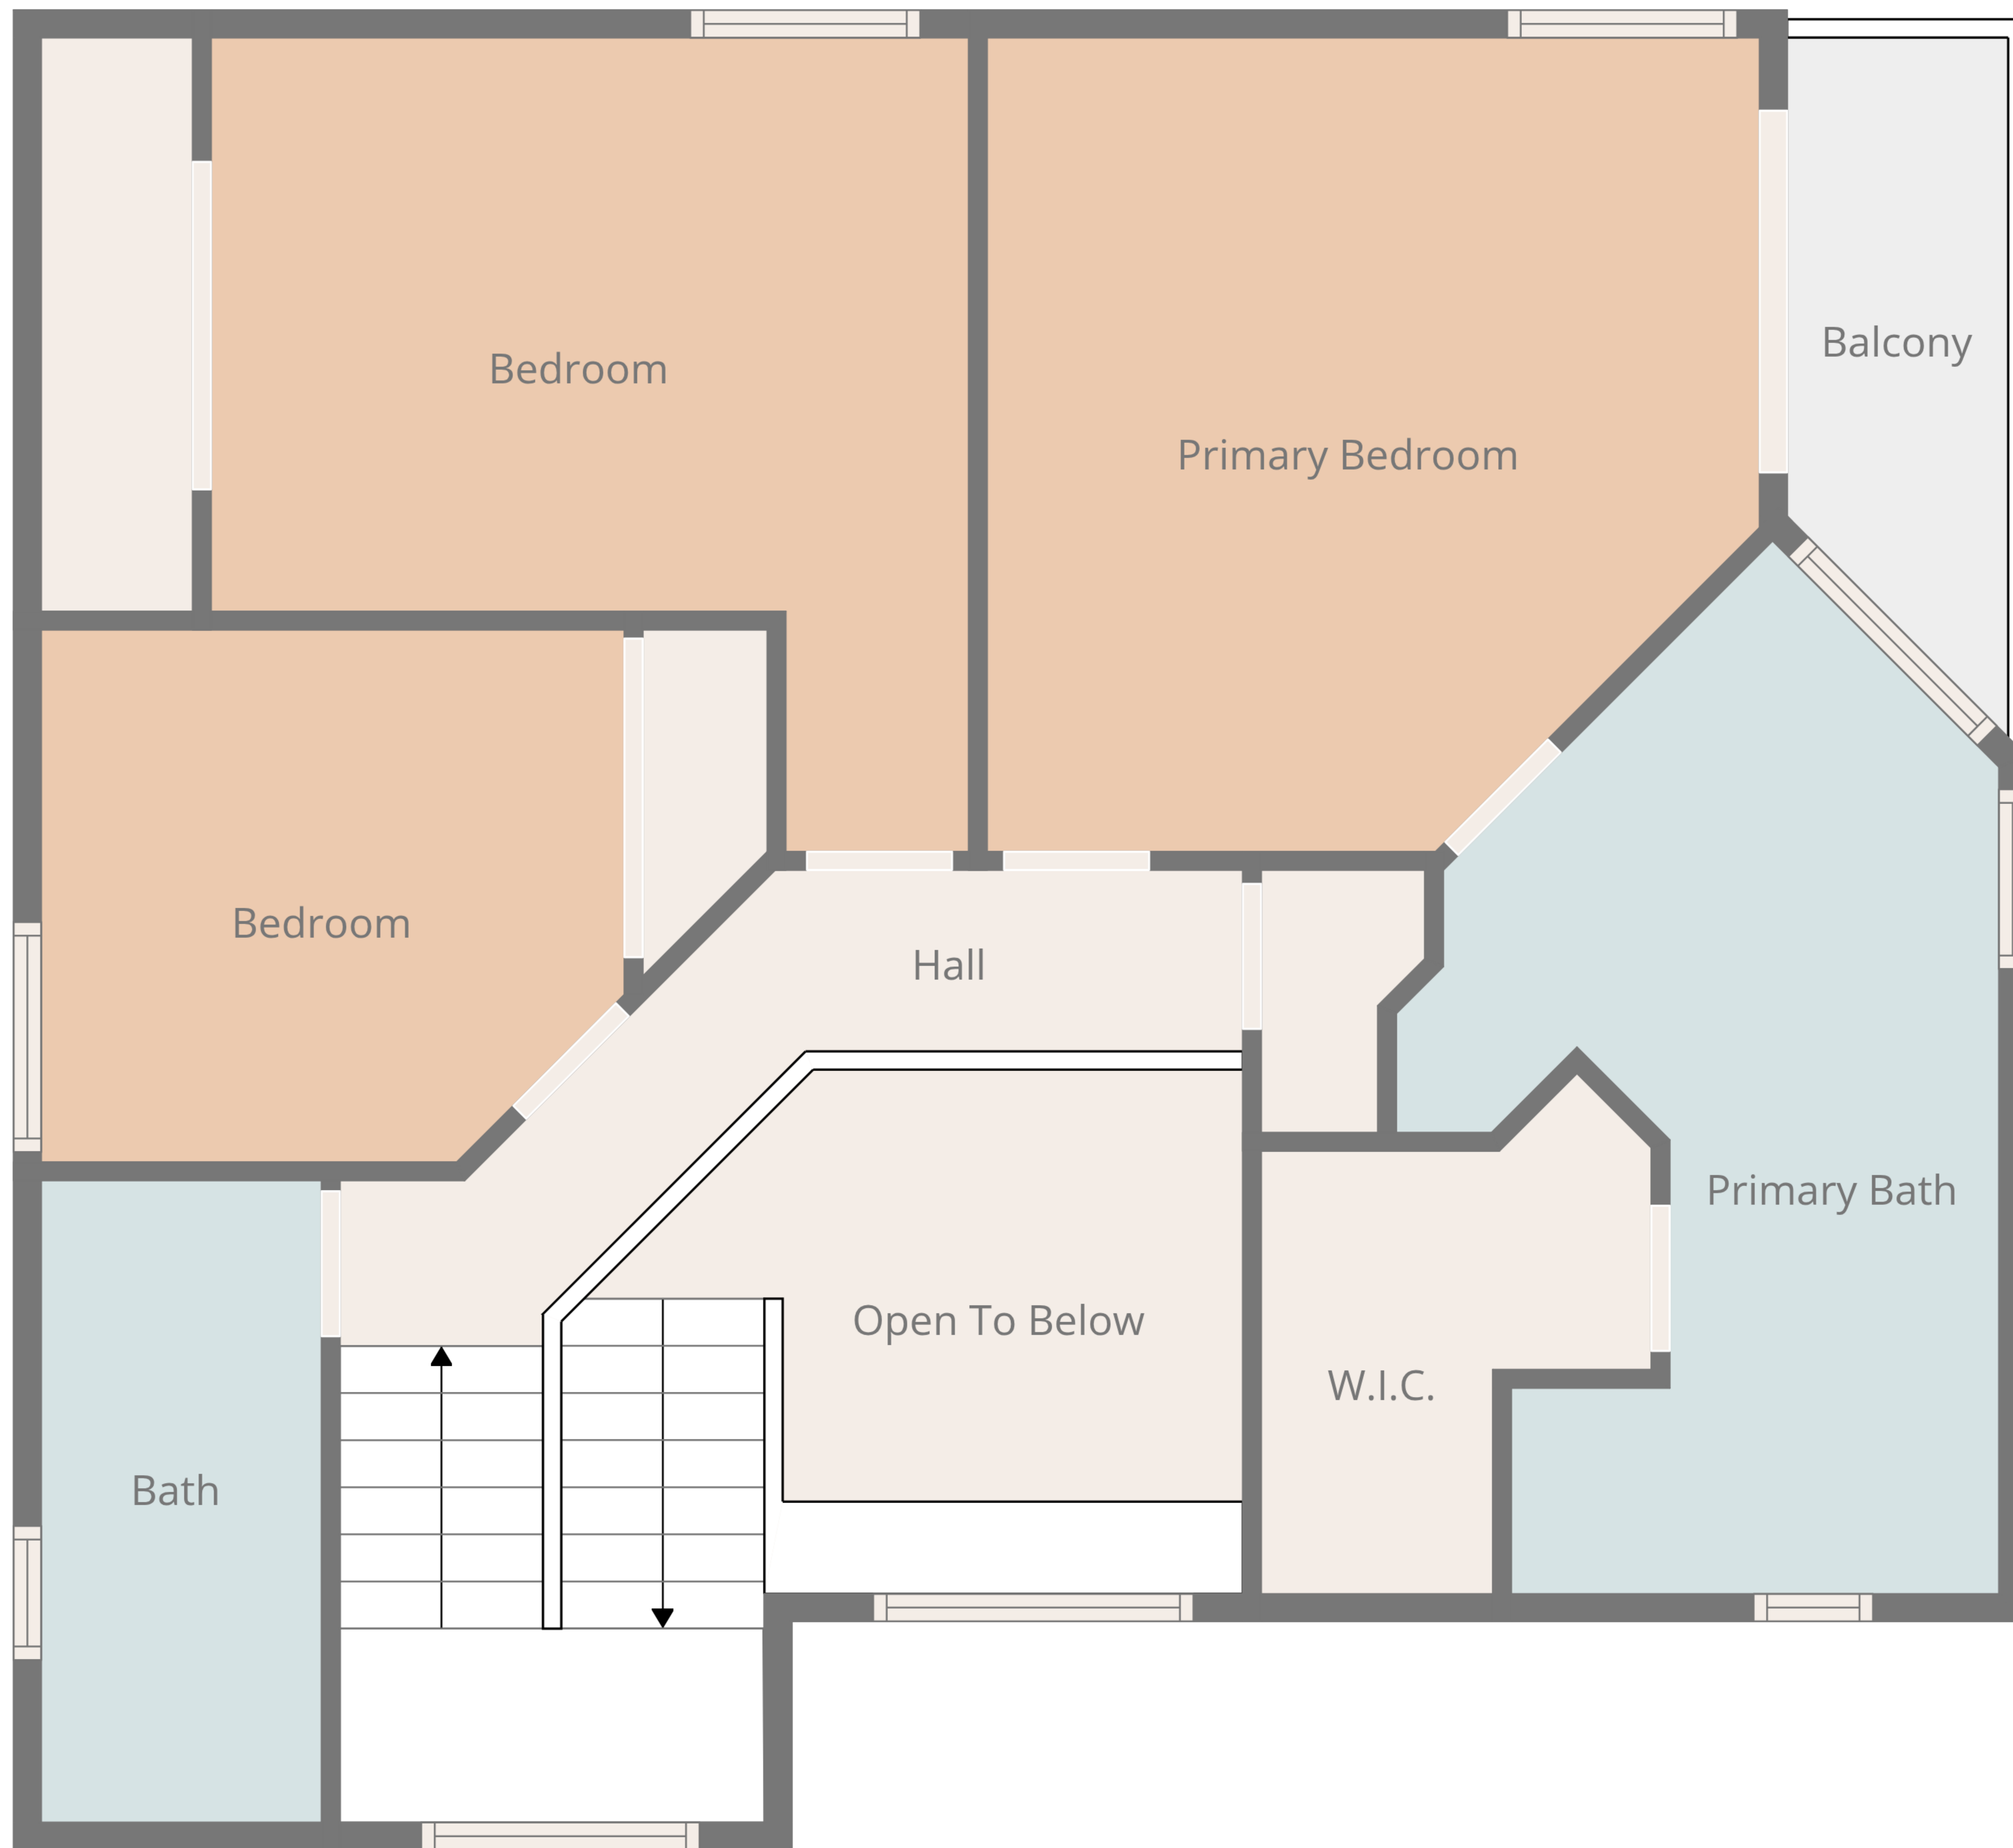 Balcony
Bedroom
Primary Bedroom
Bedroom
Hall
Primary Bath
Open To Below
W.I.C.
Bath